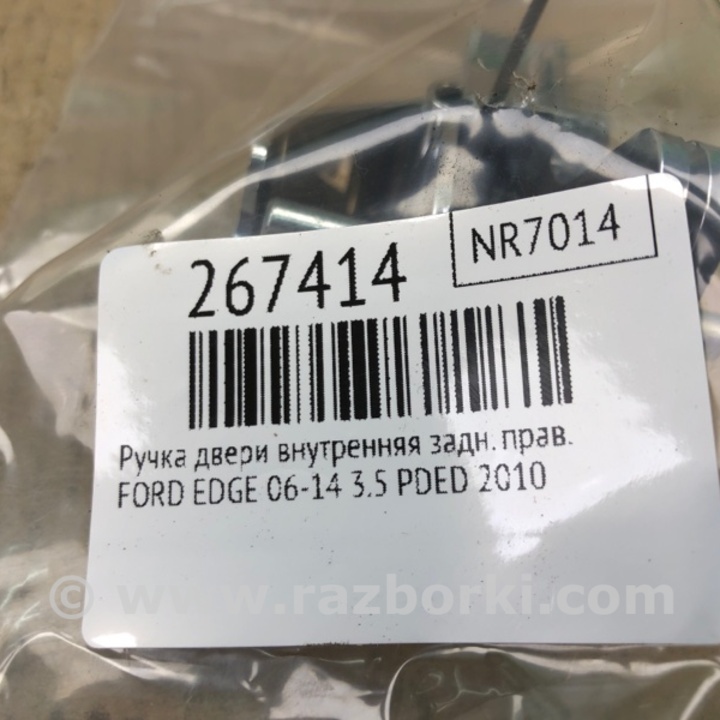 267414
NR7014
Ручка двери внутренняя задн. прав.
FORD EDGE 06-14 3.5 PDED 2010
© www.razborki.com